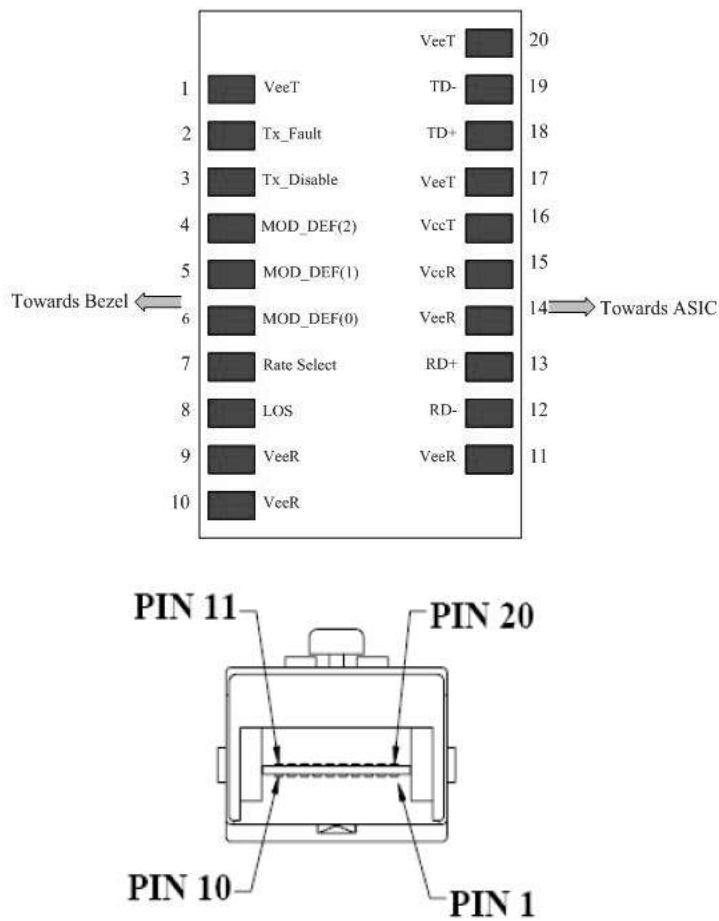 VeeT 20
1 VeeT TD- 19
2 Tx_Fault TD+ 18
3 Tx_Disable VeeT 17
4 MOD_DEF(2) VccT 16
5 MOD_DEF(1) VccR 15
Towards Bezel Towards ASIC
6 MOD_DEF(0) VeeR 14
7 Rate Select RD+ 13
8 LOS RD- 12
9 VeeR VeeR 11
10 VeeR
PIN 11 PIN 20
PIN 10 PIN 1